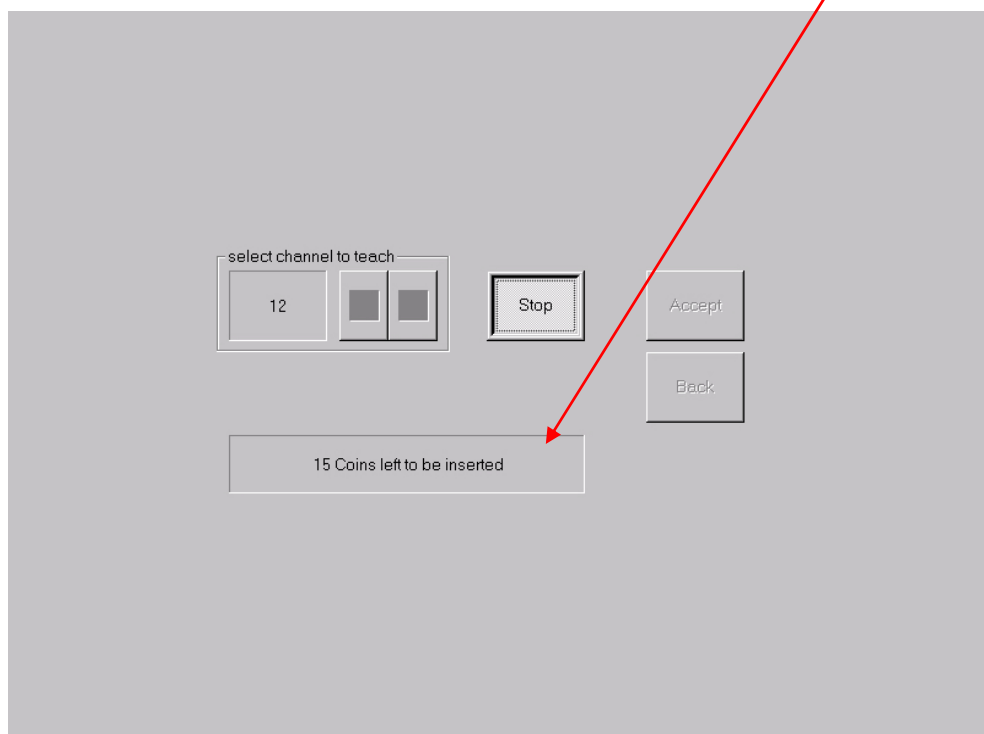 select channel to teach
12
Stop
Accept
Back
15 Coins left to be inserted